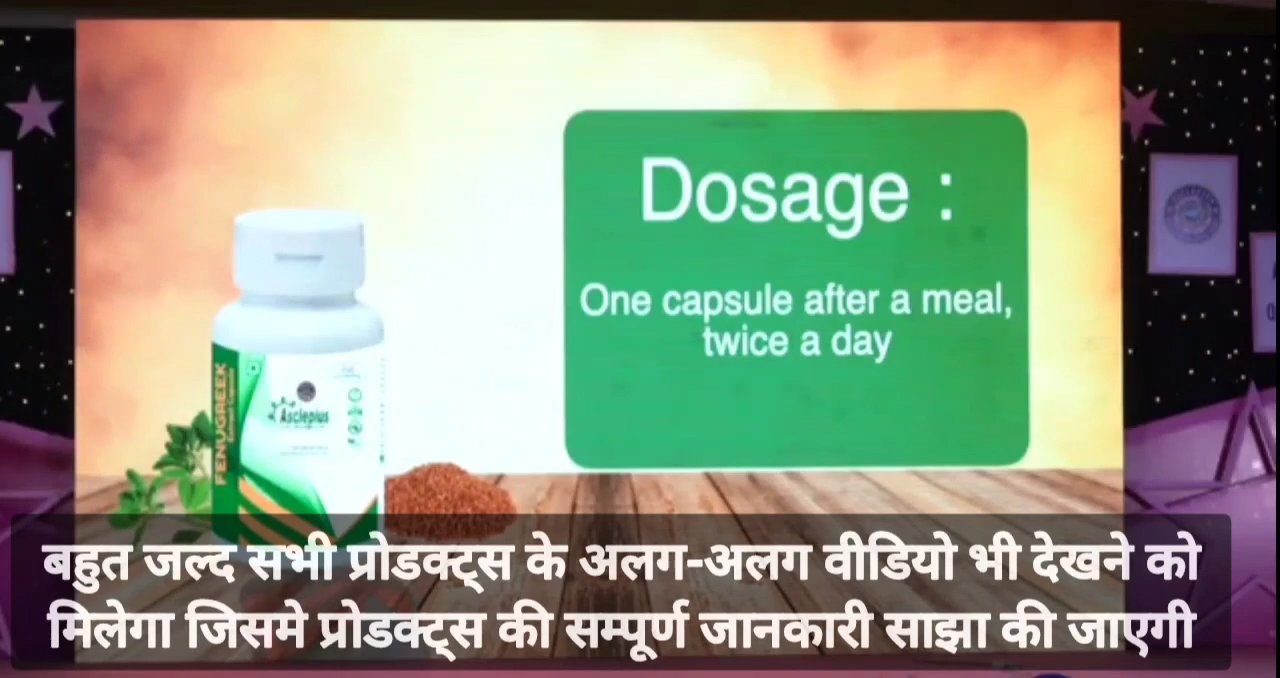 Dosage :
One capsule after a meal,
twice a day
FENUGREEK
Asclepius
बहुत जल्द सभी प्रोडक्ट्स के अलग-अलग वीडियो भी देखने को
मिलेगा जिसमे प्रोडक्ट्स की सम्पूर्ण जानकारी साझा की जाएगी